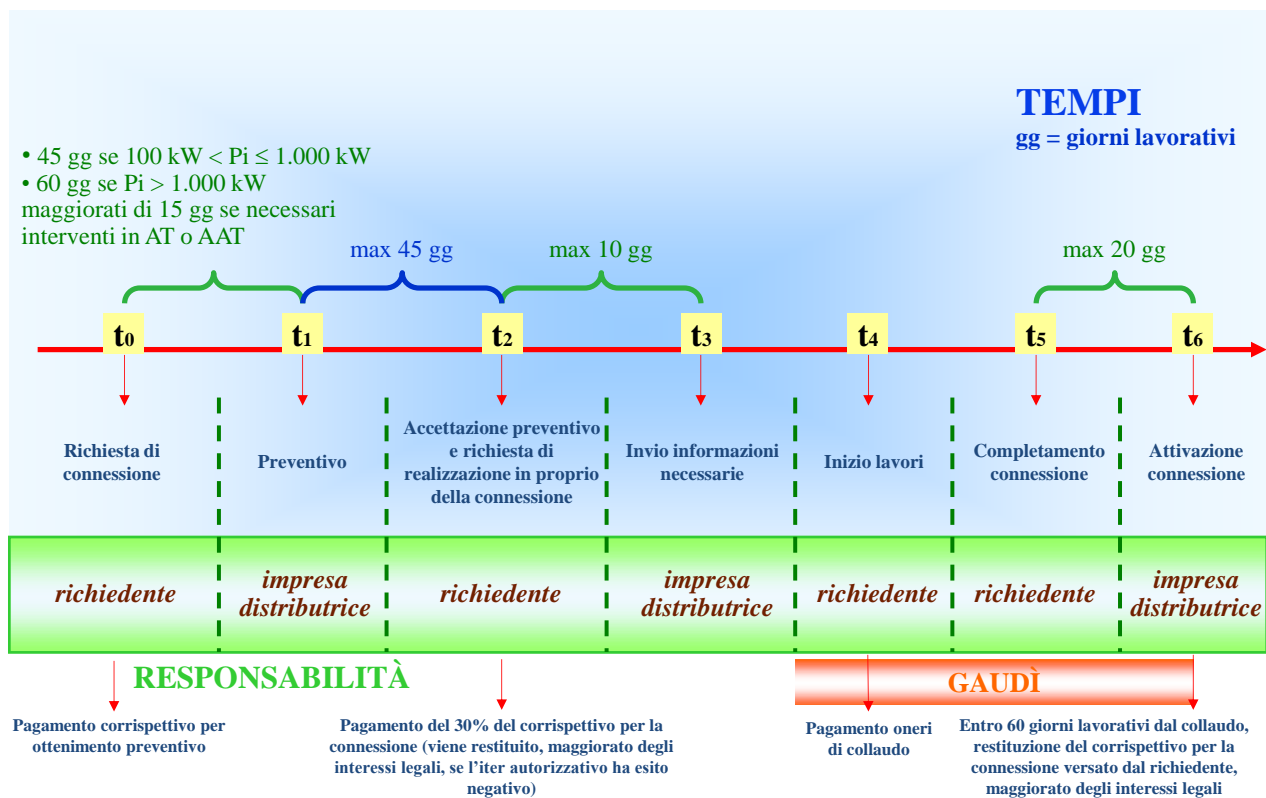 TEMPI
gg = giorni lavorativi
• 45 gg se 100 kW < Pi ≤ 1.000 kW
• 60 gg se Pi > 1.000 kW
maggiorati di 15 gg se necessari
interventi in AT o AAT
max 45 gg
max 10 gg
max 20 gg
t0
t1
t2
t3
t4
t5
t6
Richiesta di
connessione
Preventivo
Accettazione preventivo
e richiesta di
realizzazione in proprio
della connessione
Invio informazioni
necessarie
Inizio lavori
Completamento
connessione
Attivazione
connessione
richiedente
impresa
distributrice
richiedente
impresa
distributrice
richiedente
richiedente
impresa
distributrice
RESPONSABILITÀ
GAUDÌ
Pagamento corrispettivo per
ottenimento preventivo
Pagamento del 30% del corrispettivo per la
connessione (viene restituito, maggiorato degli
interessi legali, se l’iter autorizzativo ha esito
negativo)
Pagamento oneri
di collaudo
Entro 60 giorni lavorativi dal collaudo,
restituzione del corrispettivo per la
connessione versato dal richiedente,
maggiorato degli interessi legali